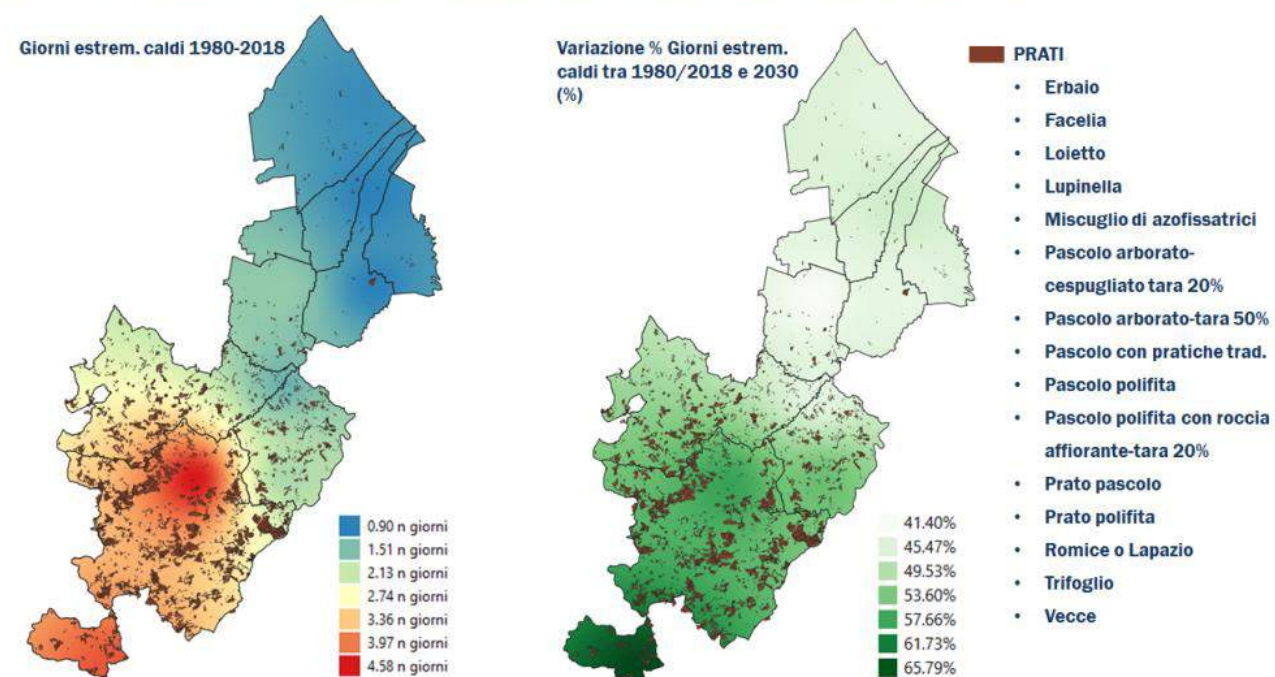 Giorni estrem. caldi 1980-2018
0.90 n giorni
1.51 n giorni
2.13 n giorni
2.74 n giorni
3.36 n giorni
3.97 n giorni
4.58 n giorni
Variazione % Giorni estrem.
caldi tra 1980/2018 e 2030
(%)
41.40%
45.47%
49.53%
53.60%
57.66%
61.73%
65.79%
PRATI
• Erbaio
• Facelia
• Loietto
• Lupinella
• Miscuglio di azofissatrici
• Pascolo arborato-
cespugliato tara 20%
• Pascolo arborato-tara 50%
• Pascolo con pratiche trad.
• Pascolo polifita
• Pascolo polifita con roccia
affiorante-tara 20%
• Prato pascolo
• Prato polifita
• Romice o Lapazio
• Trifoglio
• Vecce